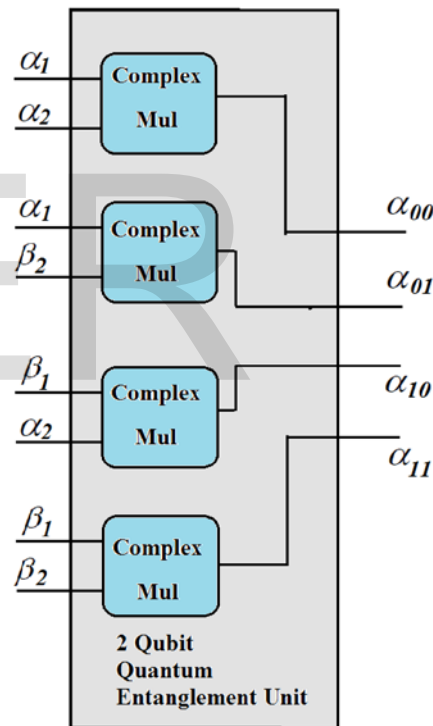 α₁
Complex
α₂
Mul
α₀₀
α₁
Complex
β₂
Mul
α₀₁
β₁
Complex
α₂
Mul
α₁₀
β₁
Complex
β₂
Mul
α₁₁
2 Qubit
Quantum
Entanglement Unit
ER